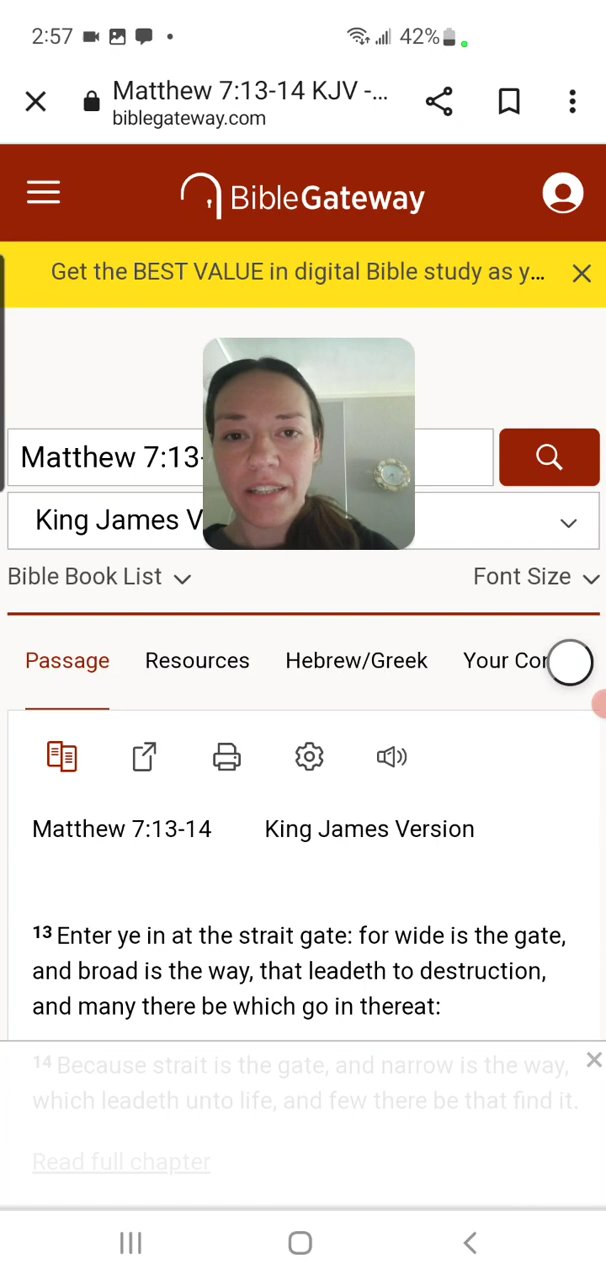 2:57 42%
Matthew 7:13-14 KJV -...
biblegateway.com
BibleGateway
Get the BEST VALUE in digital Bible study as y...
Matthew 7:13-
King James V
Bible Book List Font Size
Passage Resources Hebrew/Greek Your Cor
Matthew 7:13-14 King James Version
13 Enter ye in at the strait gate: for wide is the gate,
and broad is the way, that leadeth to destruction,
and many there be which go in thereat:
14 Because strait is the gate, and narrow is the way,
which leadeth unto life, and few there be that find it.
Read full chapter